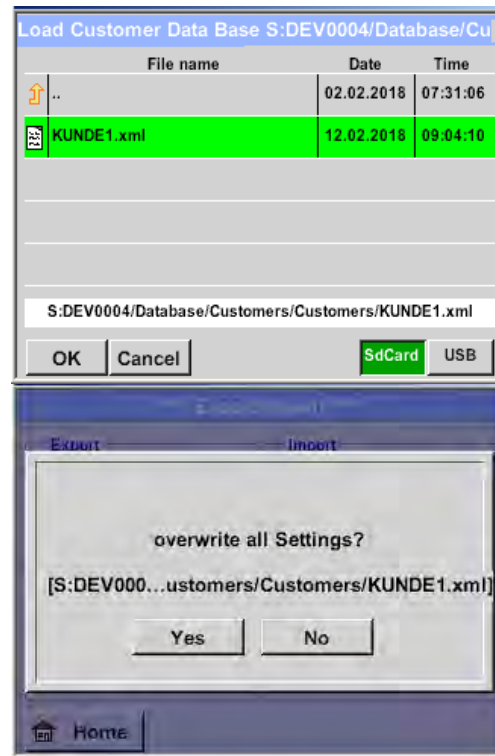 Load Customer Data Base S:DEV0004/Database/Cu
File name Date Time
.. 02.02.2018 07:31:06
KUNDE1.xml 12.02.2018 09:04:10
S:DEV0004/Database/Customers/Customers/KUNDE1.xml
OK Cancel SdCard USB
Export Import
overwrite all Settings?
[S:DEV000...ustomers/Customers/KUNDE1.xml]
Yes No
Home